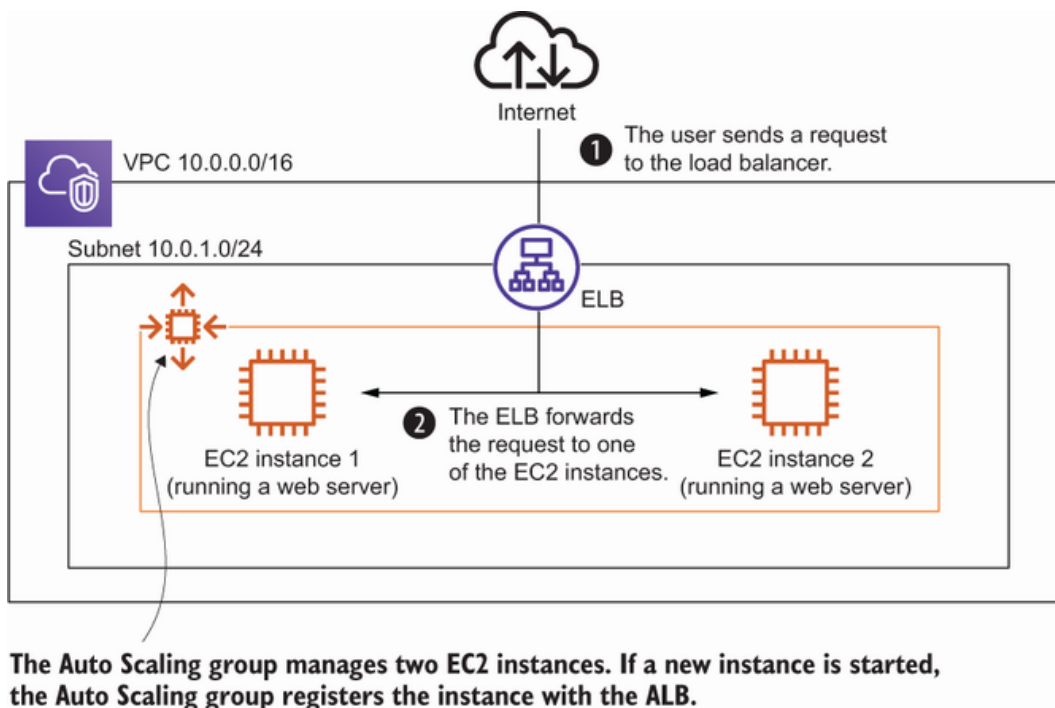 Internet
1 The user sends a request
to the load balancer.
VPC 10.0.0.0/16
Subnet 10.0.1.0/24
ELB
2 The ELB forwards
the request to one
of the EC2 instances.
EC2 instance 1
(running a web server)
EC2 instance 2
(running a web server)
The Auto Scaling group manages two EC2 instances. If a new instance is started,
the Auto Scaling group registers the instance with the ALB.